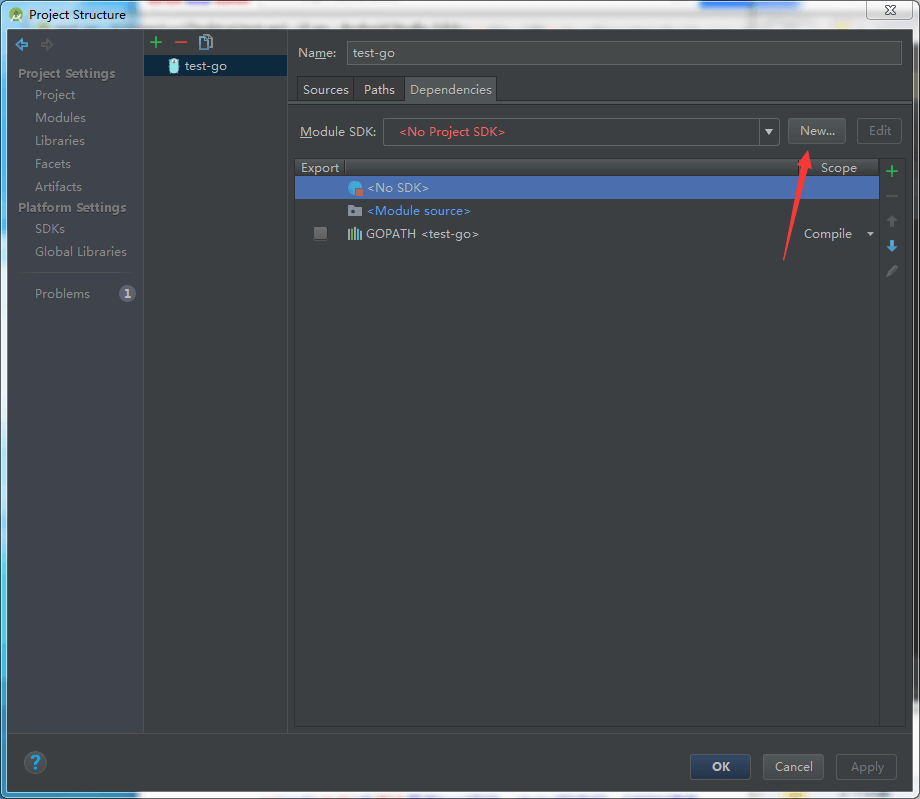 Project Structure
Project Settings
Project
Modules
Libraries
Facets
Artifacts
Platform Settings
SDKs
Global Libraries
Problems 1
test-go
Name: test-go
Sources Paths Dependencies
Module SDK: <No Project SDK> New... Edit
Export Scope
<No SDK>
<Module source>
GOPATH <test-go> Compile
?
OK Cancel Apply